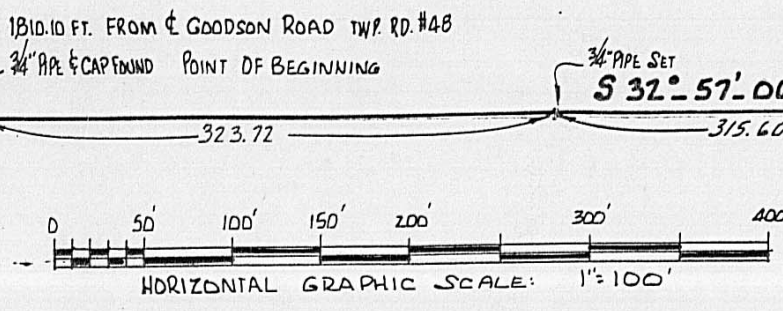 1810.10 FT. FROM ℄ GOODSON ROAD TWP. RD. #48
3/4" PIPE & CAP FOUND POINT OF BEGINNING
3/4" PIPE SET
S 32°-57'-00
323.72
315.60
0 50' 100' 150' 200' 300' 400
HORIZONTAL GRAPHIC SCALE: 1"=100'